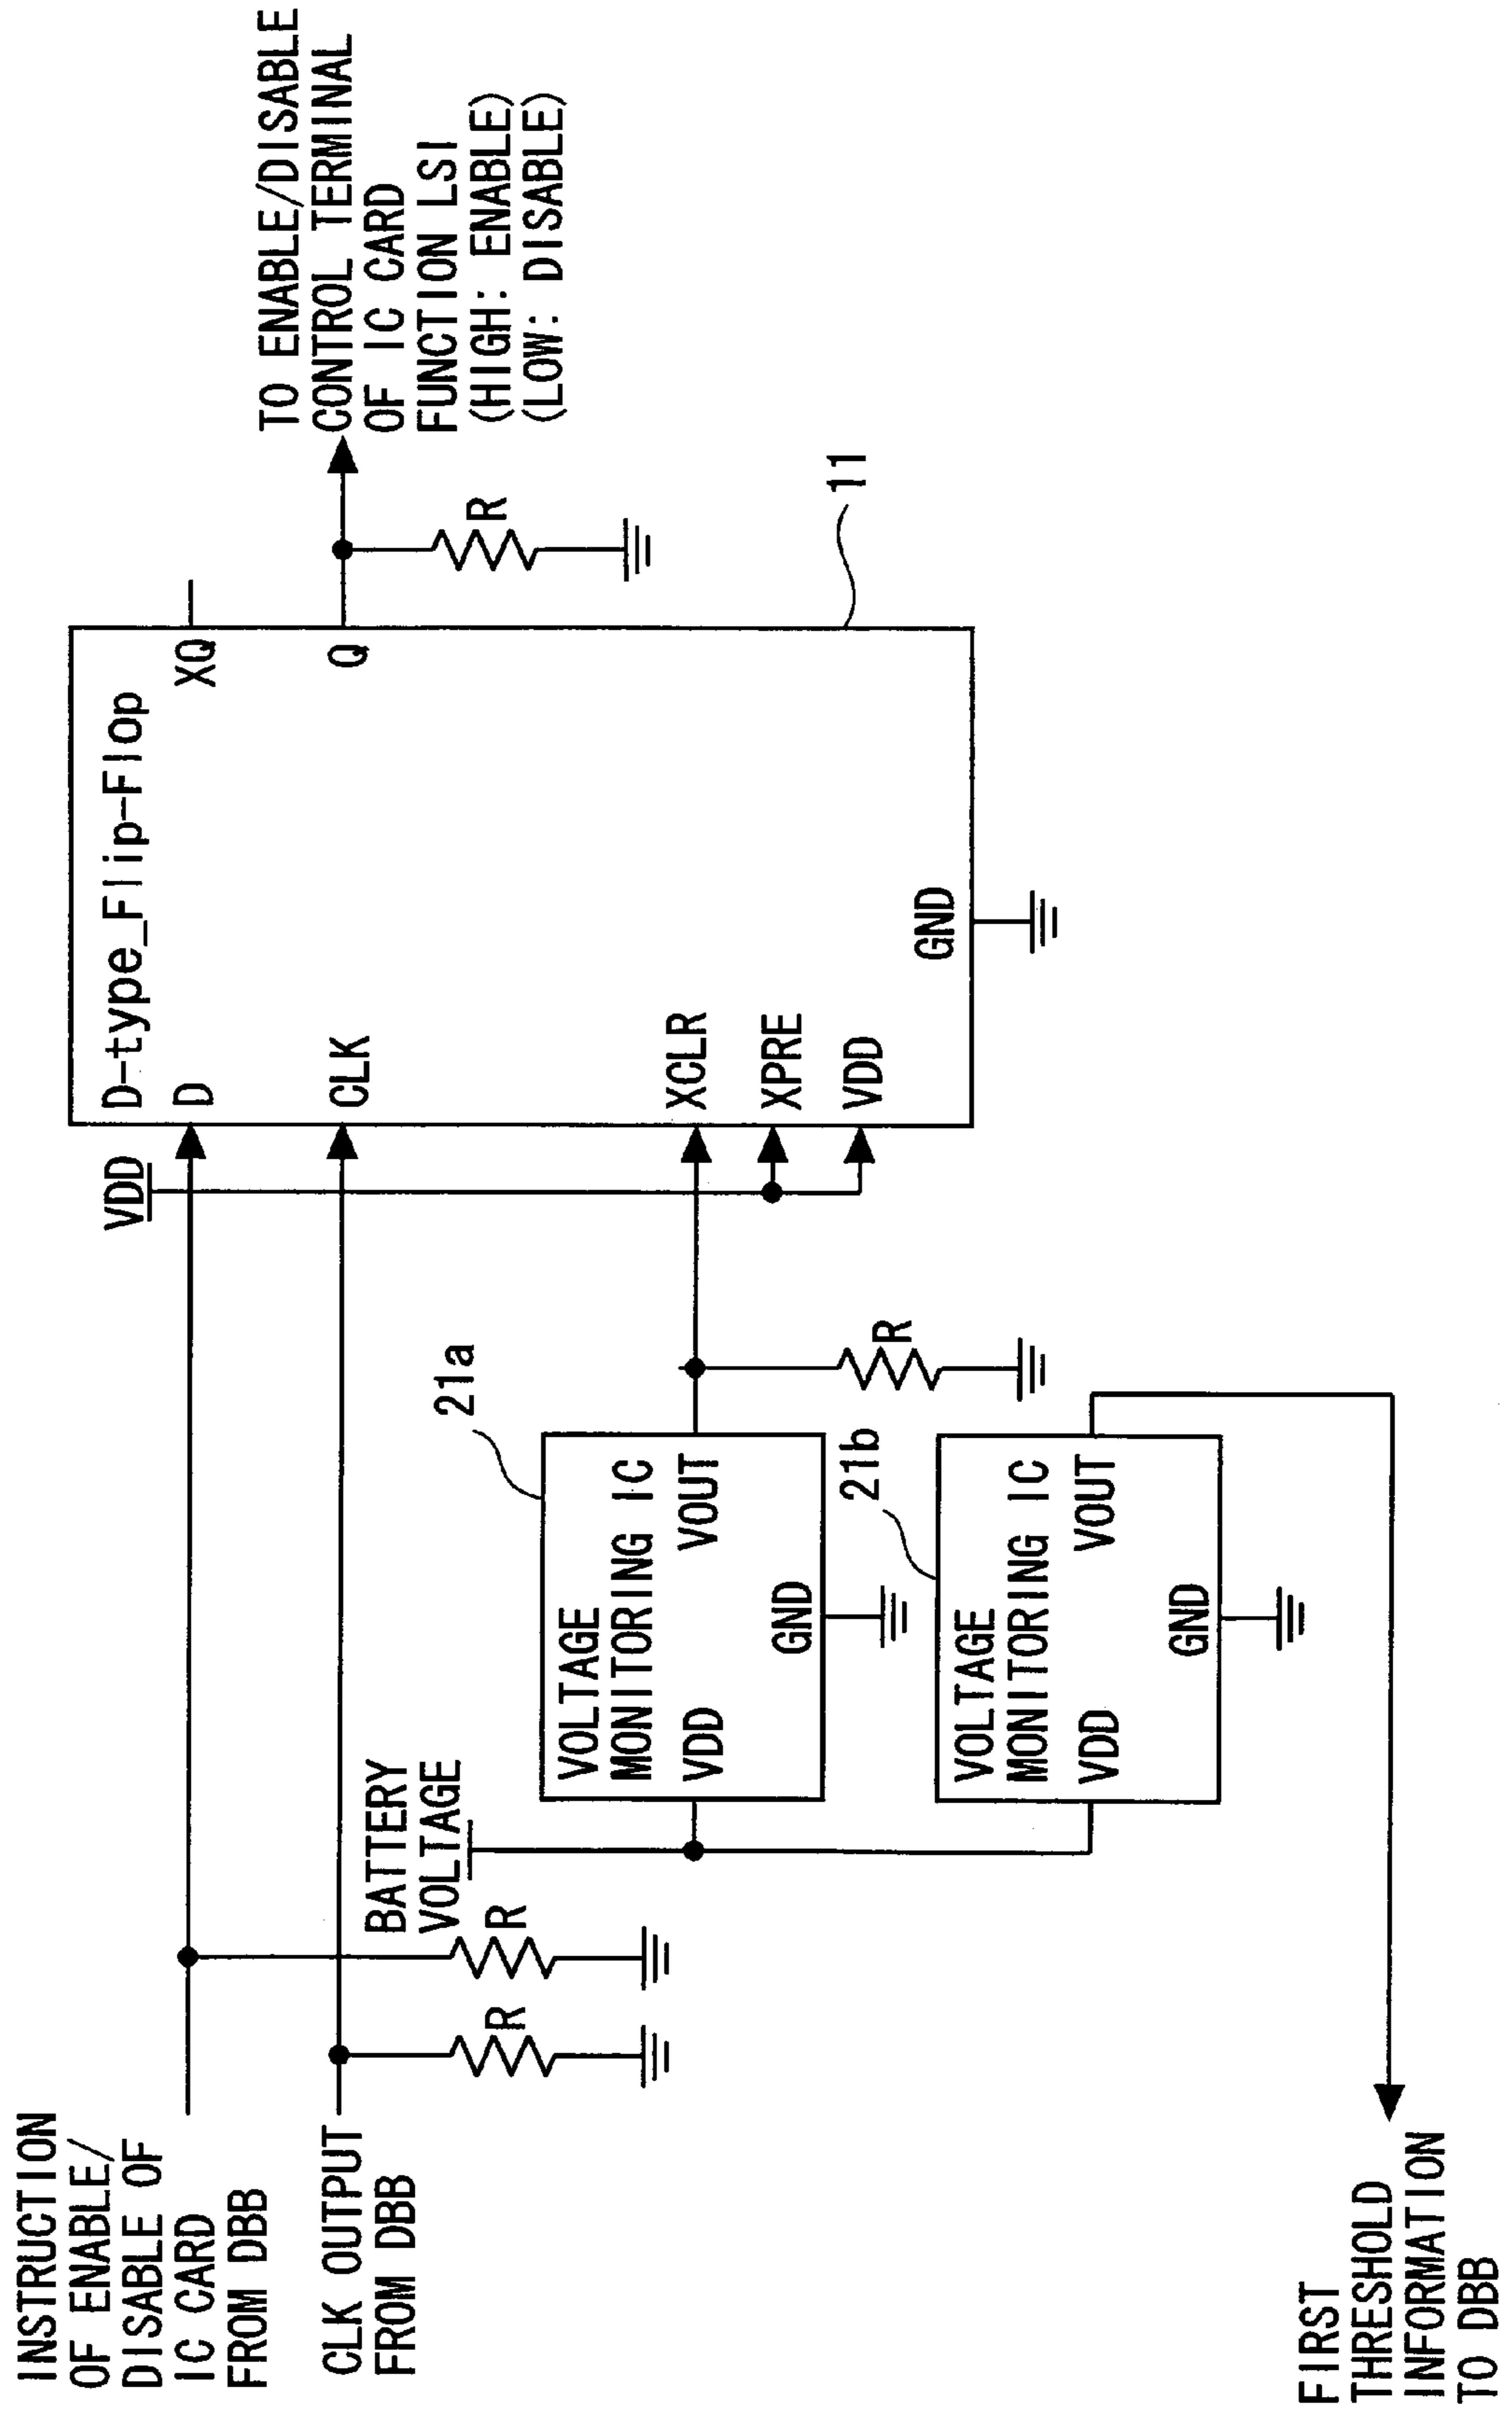 INSTRUCTION
OF ENABLE/
DISABLE OF
IC CARD
FROM DBB
CLK OUTPUT
FROM DBB
R
R
BATTERY
VOLTAGE
21a
VOLTAGE
MONITORING IC
VDD
VOUT
GND
R
21b
VOLTAGE
MONITORING IC
VDD
VOUT
GND
FIRST
THRESHOLD
INFORMATION
TO DBB
VDD
D-type_Flip-Flop
D
XQ
CLK
Q
XCLR
XPRE
VDD
GND
11
R
TO ENABLE/DISABLE
CONTROL TERMINAL
OF IC CARD
FUNCTION LSI
(HIGH: ENABLE)
(LOW: DISABLE)